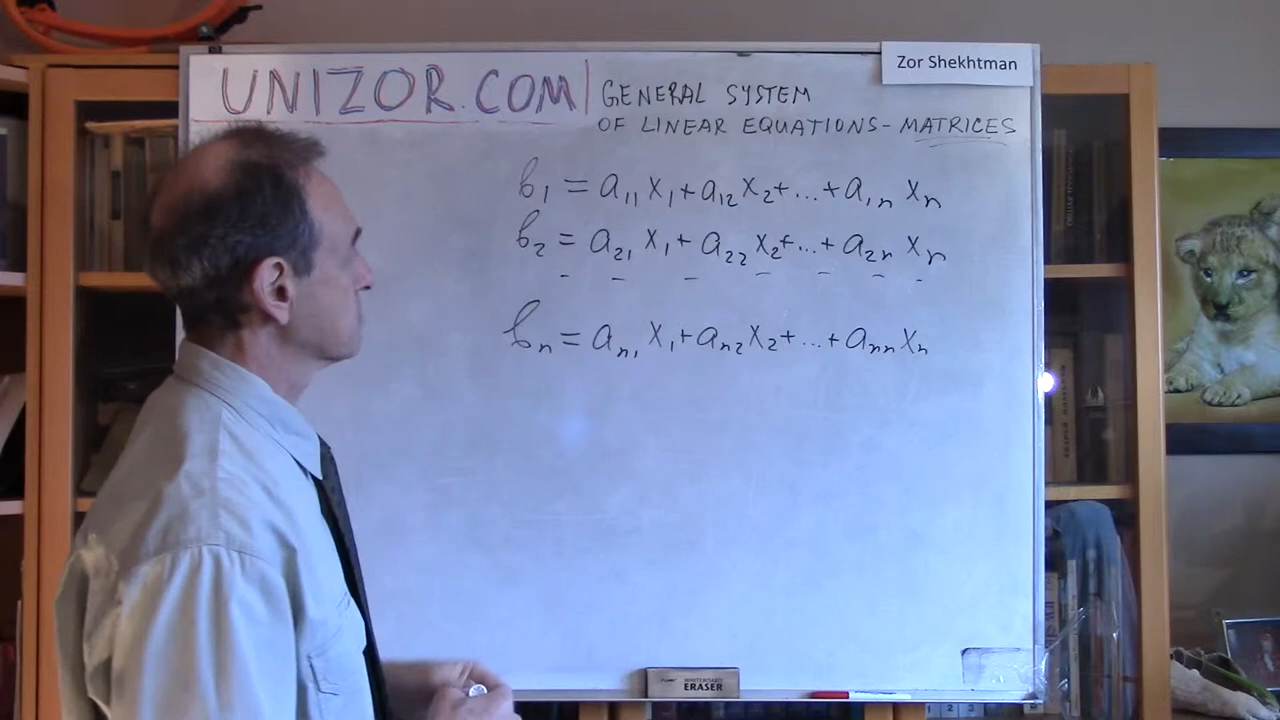 UNIZOR.COM
Zor Shekhtman
GENERAL SYSTEM
OF LINEAR EQUATIONS - MATRICES
b₁ = a₁₁ x₁ + a₁₂ x₂ + ... + a₁ₙ xₙ
b₂ = a₂₁ x₁ + a₂₂ x₂ + ... + a₂ₙ xₙ
- - - - - - -
bₙ = aₙ₁ x₁ + aₙ₂ x₂ + ... + aₙₙ xₙ
WHITEBOARD
ERASER